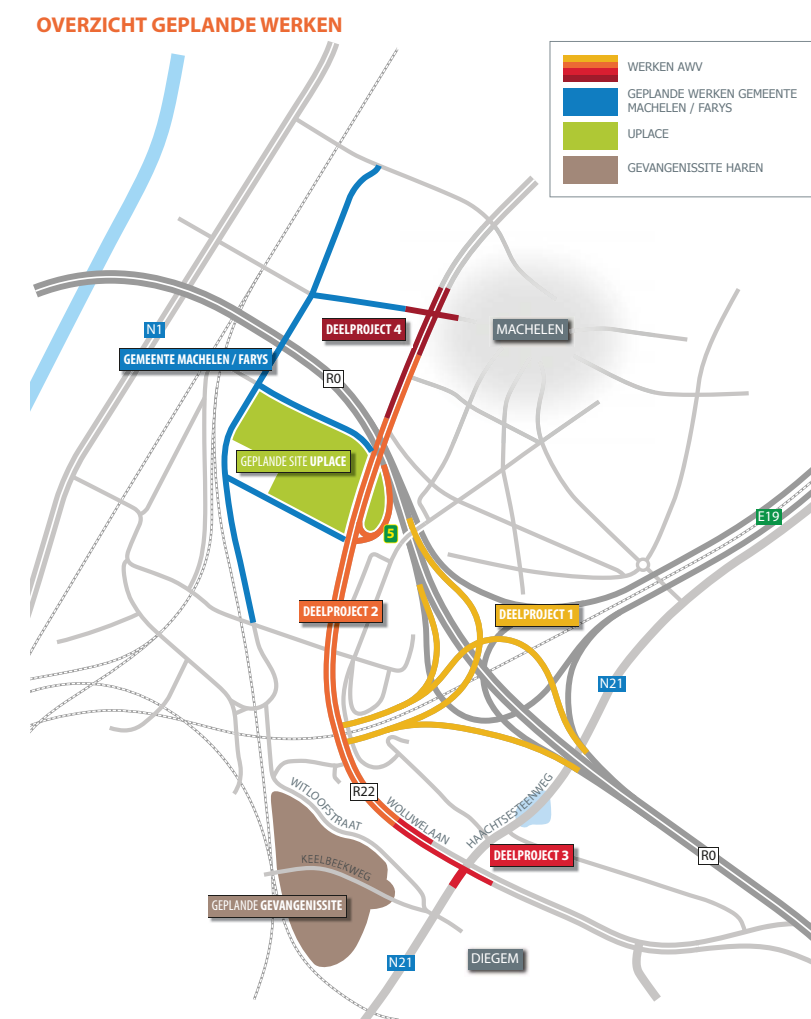 OVERZICHT GEPLANDE WERKEN
WERKEN AWV
GEPLANDE WERKEN GEMEENTE
MACHELEN / FARYS
UPLACE
GEVANGENISSITE HAREN
N1
DEELPROJECT 4
MACHELEN
GEMEENTE MACHELEN / FARYS
R0
GEPLANDE SITE UPLACE
E19
5
DEELPROJECT 2
DEELPROJECT 1
N21
R22
WITLOOFSTRAAT
WOLUWELAAN
HAACHTSESTEENWEG
DEELPROJECT 3
R0
KEELBEEKWEG
GEPLANDE GEVANGENISSITE
N21
DIEGEM